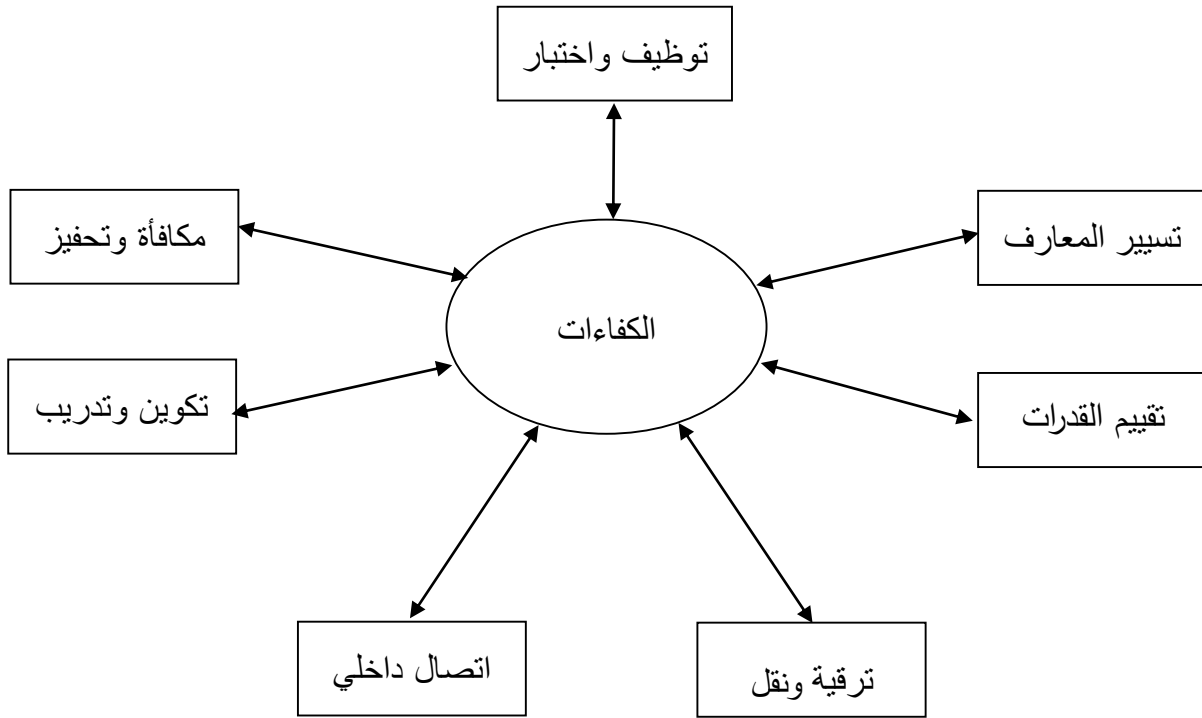 توظيف واختبار
تسيير المعارف
مكافأة وتحفيز
الكفاءات
تقييم القدرات
تكوين وتدريب
اتصال داخلي
ترقية ونقل